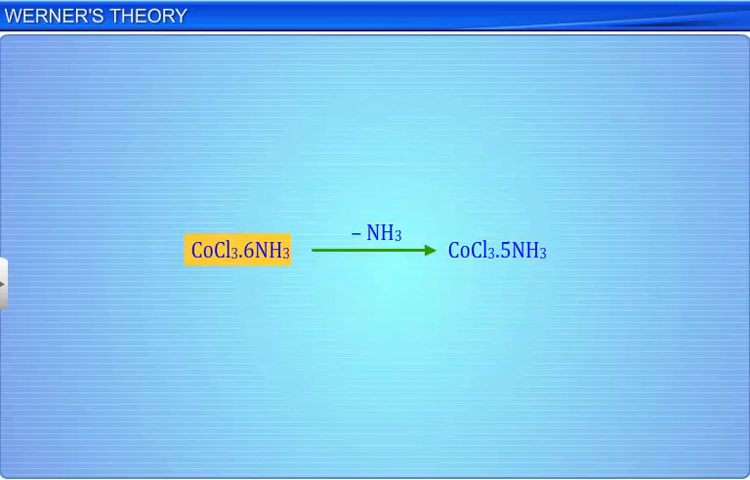 WERNER'S THEORY
– NH₃
CoCl₃.6NH₃ → CoCl₃.5NH₃